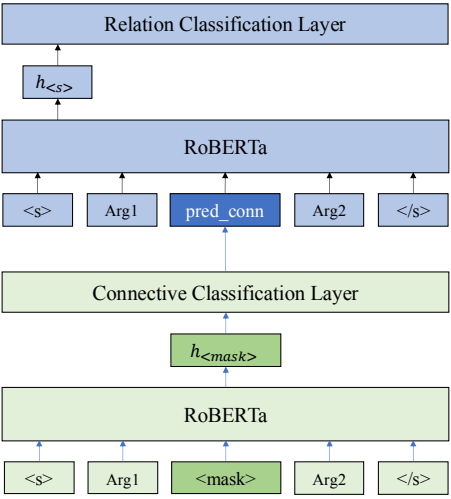 Relation Classification Layer
h<s>
RoBERTa
<s> Arg1 pred_conn Arg2 </s>
Connective Classification Layer
h<mask>
RoBERTa
<s> Arg1 <mask> Arg2 </s>